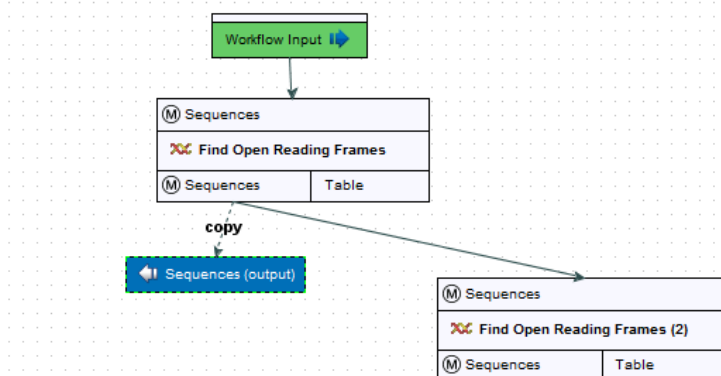 Workflow Input
M Sequences
Find Open Reading Frames
M Sequences Table
copy
Sequences (output)
M Sequences
Find Open Reading Frames (2)
M Sequences Table